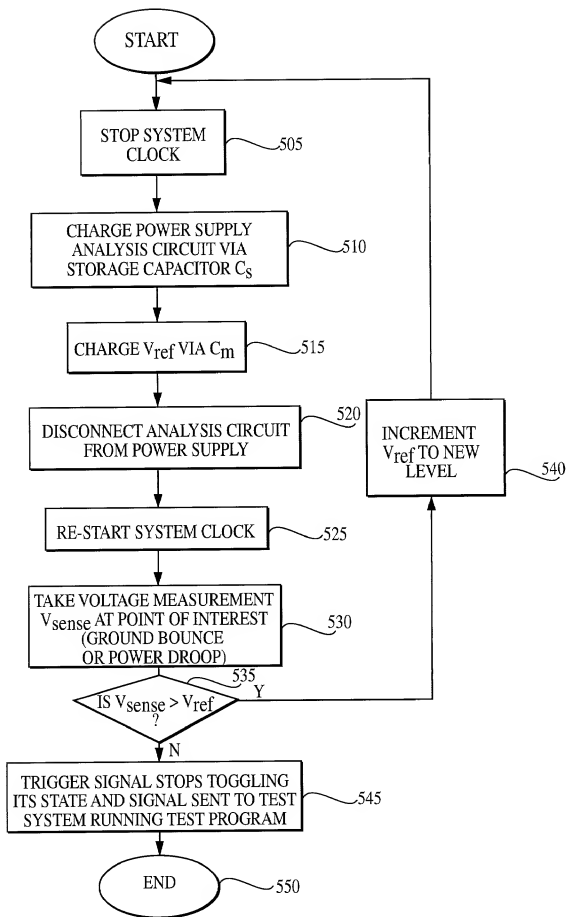 START
STOP SYSTEM
CLOCK
505
CHARGE POWER SUPPLY
ANALYSIS CIRCUIT VIA
STORAGE CAPACITOR Cs
510
CHARGE Vref VIA Cm
515
DISCONNECT ANALYSIS CIRCUIT
FROM POWER SUPPLY
520
INCREMENT
Vref TO NEW
LEVEL
540
RE-START SYSTEM CLOCK
525
TAKE VOLTAGE MEASUREMENT
Vsense AT POINT OF INTEREST
(GROUND BOUNCE
OR POWER DROOP)
530
535
IS Vsense > Vref
?
Y
N
TRIGGER SIGNAL STOPS TOGGLING
ITS STATE AND SIGNAL SENT TO TEST
SYSTEM RUNNING TEST PROGRAM
545
END
550